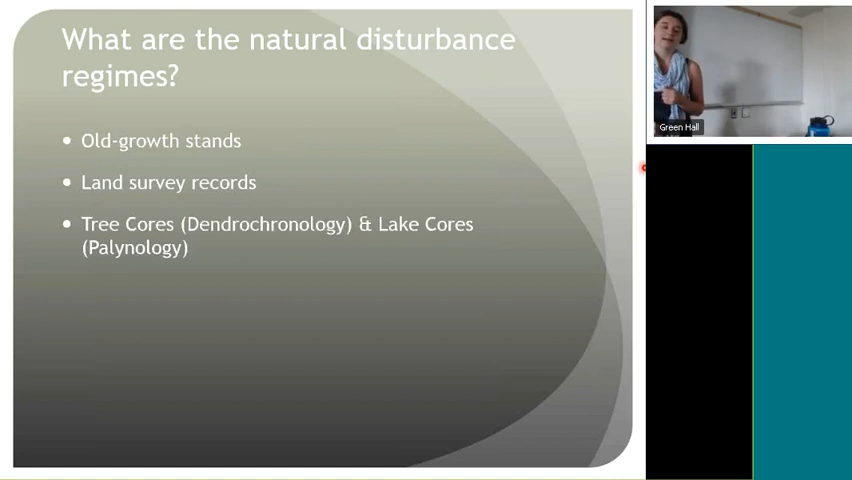 What are the natural disturbance
regimes?
• Old-growth stands
• Land survey records
• Tree Cores (Dendrochronology) & Lake Cores
(Palynology)
Green Hall